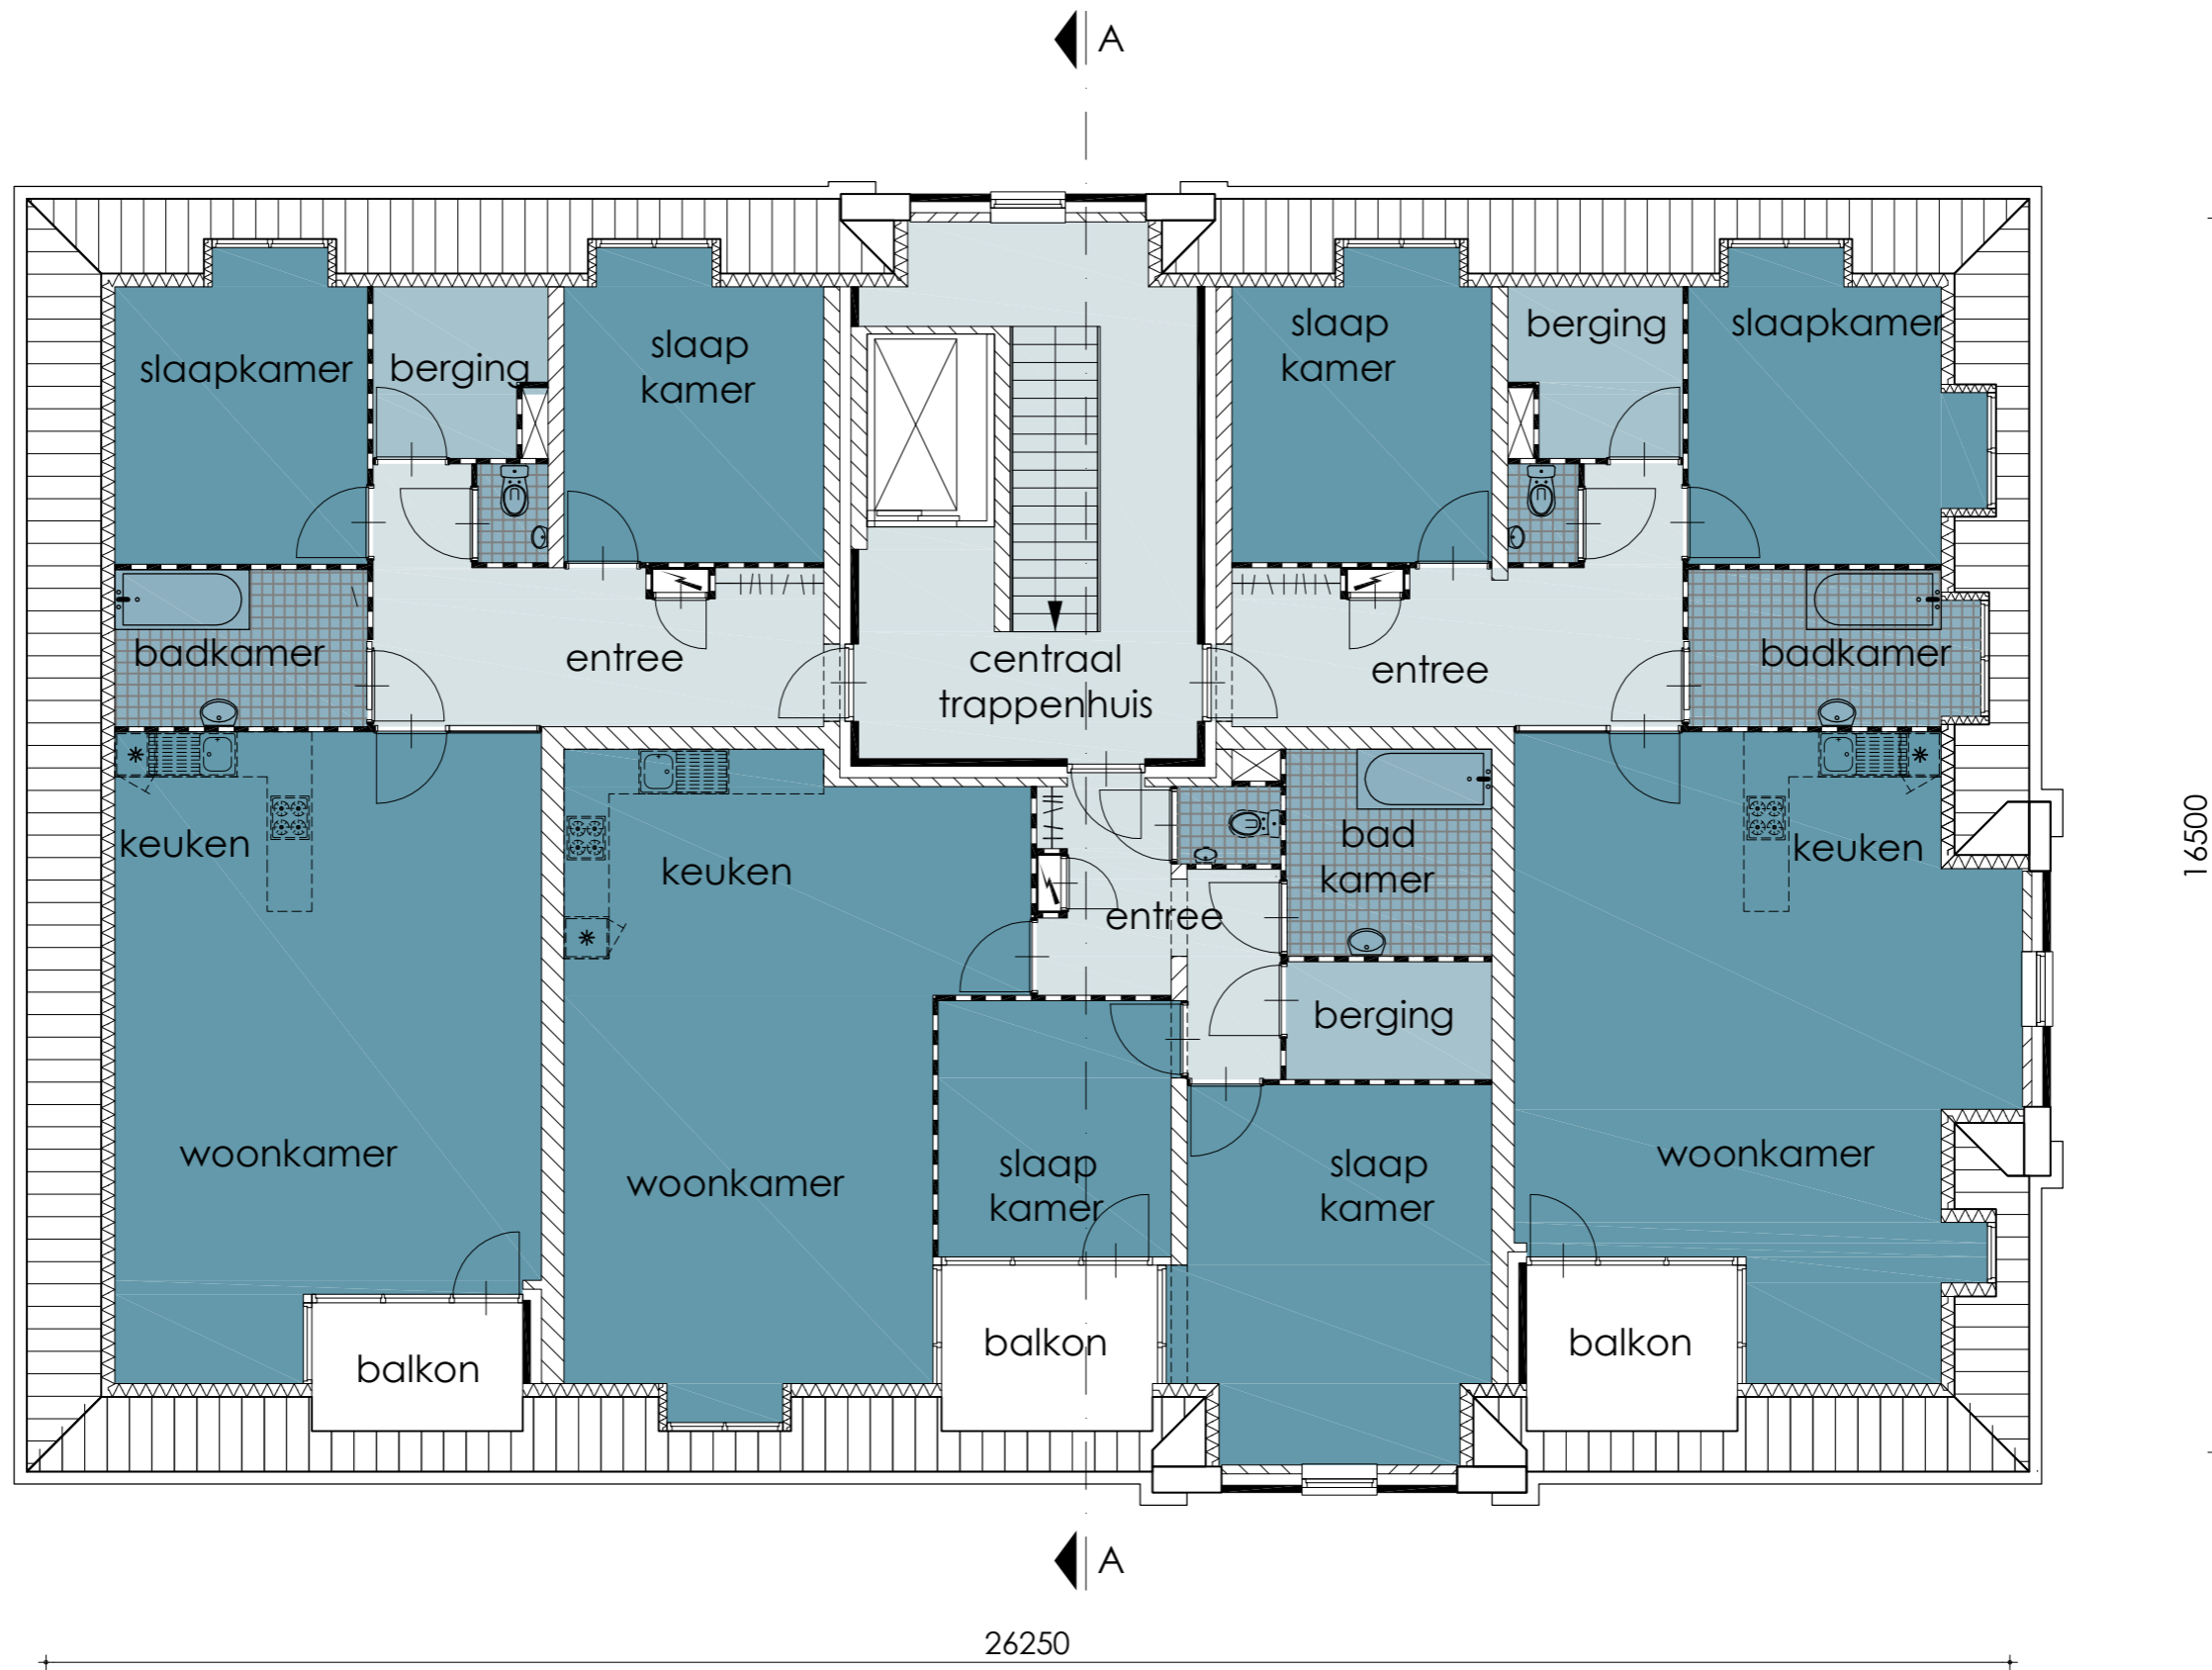 A
slaapkamer
berging
slaap
kamer
slaap
kamer
berging
slaapkamer
badkamer
entree
centraal
trappenhuis
entree
badkamer
keuken
keuken
entree
bad
kamer
keuken
16500
berging
woonkamer
woonkamer
slaap
kamer
slaap
kamer
woonkamer
balkon
balkon
balkon
A
26250